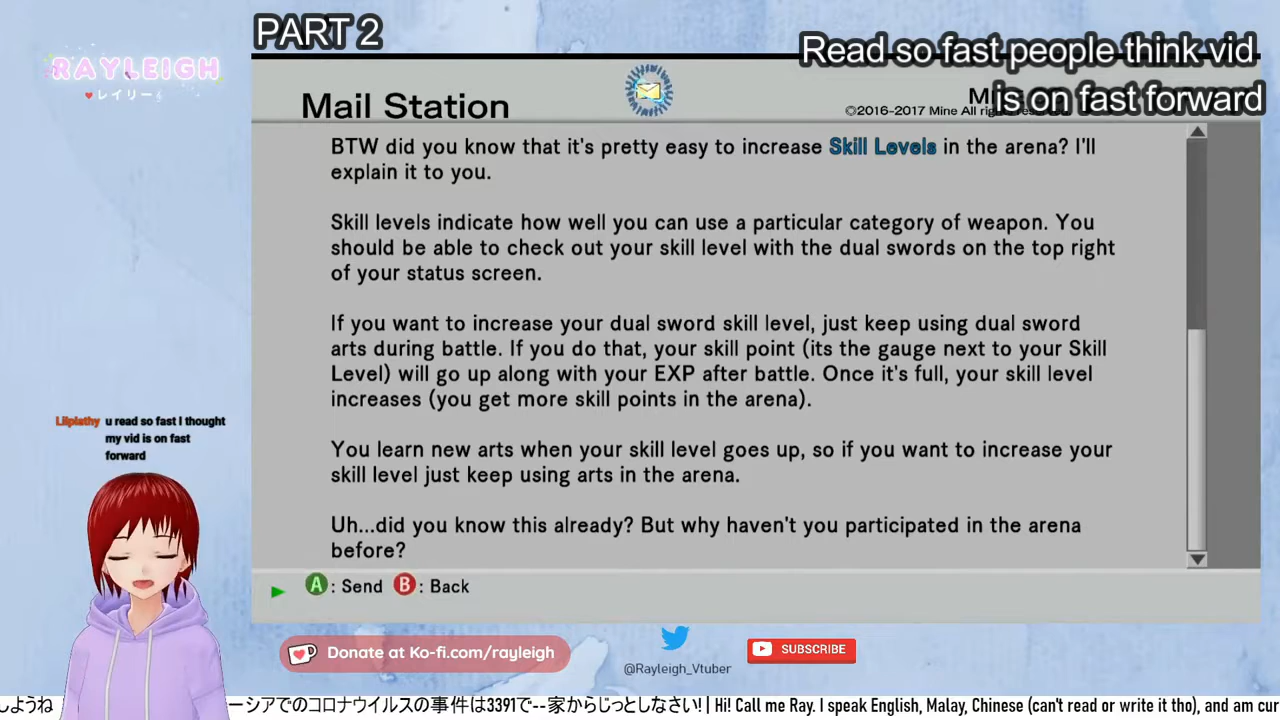 PART 2
Read so fast people think vid
is on fast forward
RAYLEIGH
レイリー
Mail Station
©2016-2017 Mine All rights
BTW did you know that it's pretty easy to increase Skill Levels in the arena? I'll
explain it to you.
Skill levels indicate how well you can use a particular category of weapon. You
should be able to check out your skill level with the dual swords on the top right
of your status screen.
If you want to increase your dual sword skill level, just keep using dual sword
arts during battle. If you do that, your skill point (its the gauge next to your Skill
Level) will go up along with your EXP after battle. Once it's full, your skill level
increases (you get more skill points in the arena).
You learn new arts when your skill level goes up, so if you want to increase your
skill level just keep using arts in the arena.
Uh...did you know this already? But why haven't you participated in the arena
before?
Lilplathy u read so fast I thought
my vid is on fast
forward
A : Send B : Back
Donate at Ko-fi.com/rayleigh
@Rayleigh_Vtuber
SUBSCRIBE
しようね ーシアでのコロナウイルスの事件は3391で--家からじっとしなさい! | Hi! Call me Ray. I speak English, Malay, Chinese (can't read or write it tho), and am cur